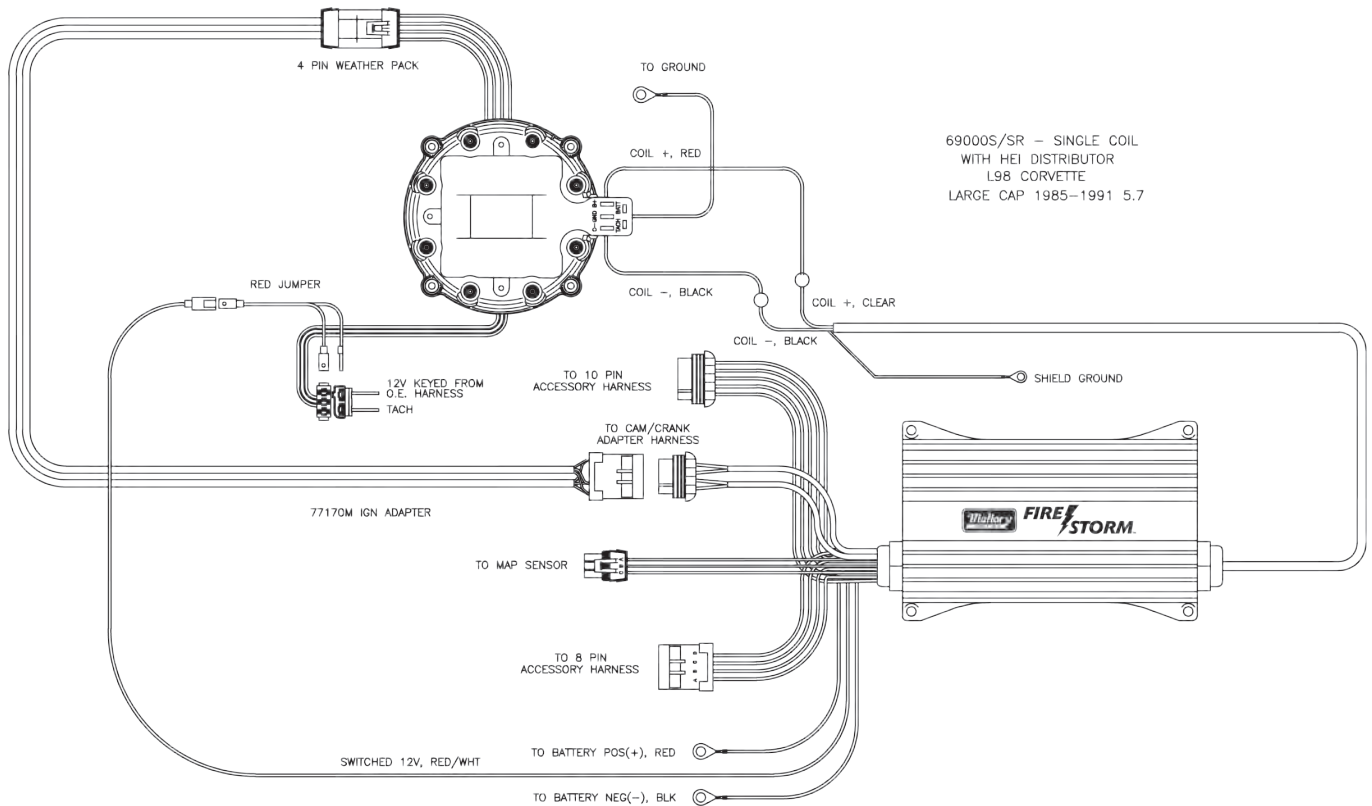 4 PIN WEATHER PACK
TO GROUND
COIL +, RED
B+
GND
C-
BATT
TACH
69000S/SR – SINGLE COIL
WITH HEI DISTRIBUTOR
L98 CORVETTE
LARGE CAP 1985–1991 5.7
COIL –, BLACK
COIL +, CLEAR
COIL –, BLACK
SHIELD GROUND
RED JUMPER
12V KEYED FROM
O.E. HARNESS
TACH
TO 10 PIN
ACCESSORY HARNESS
TO CAM/CRANK
ADAPTER HARNESS
77170M IGN ADAPTER
Mallory
FIRE
STORM
TO MAP SENSOR
C B A
TO 8 PIN
ACCESSORY HARNESS
TO BATTERY POS(+), RED
SWITCHED 12V, RED/WHT
TO BATTERY NEG(–), BLK